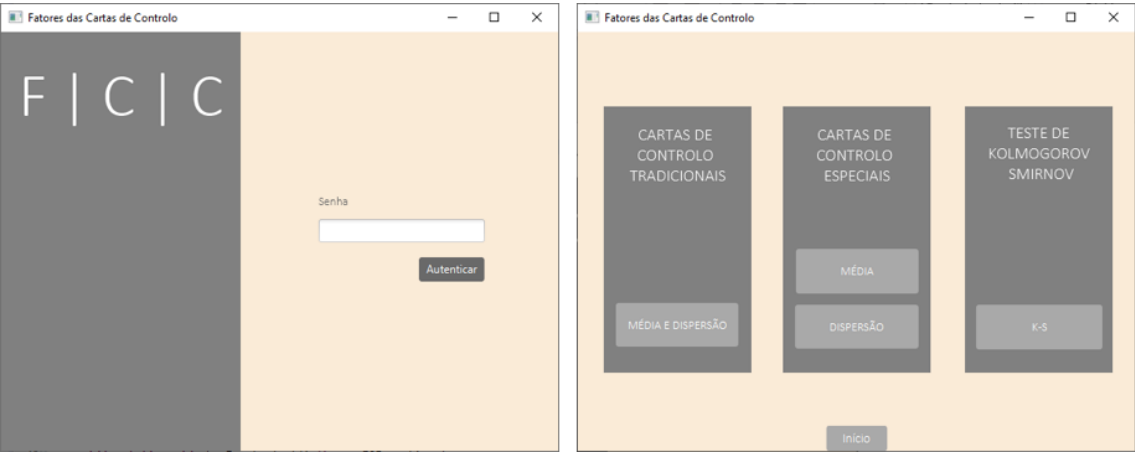 Fatores das Cartas de Controlo
F | C | C
Senha
Autenticar
Fatores das Cartas de Controlo
CARTAS DE
CONTROLO
TRADICIONAIS
MÉDIA E DISPERSÃO
CARTAS DE
CONTROLO
ESPECIAIS
MÉDIA
DISPERSÃO
TESTE DE
KOLMOGOROV
SMIRNOV
K-S
Início